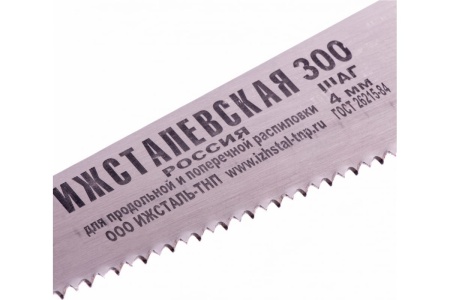 ИЖСТАЛЕВСКАЯ 300
РОССИЯ
для продольной и поперечной распиловки
ООО ИЖСТАЛЬ-ТНП www.izhstal-tnp.ru
ШАГ
4 мм
ГОСТ 26215-84